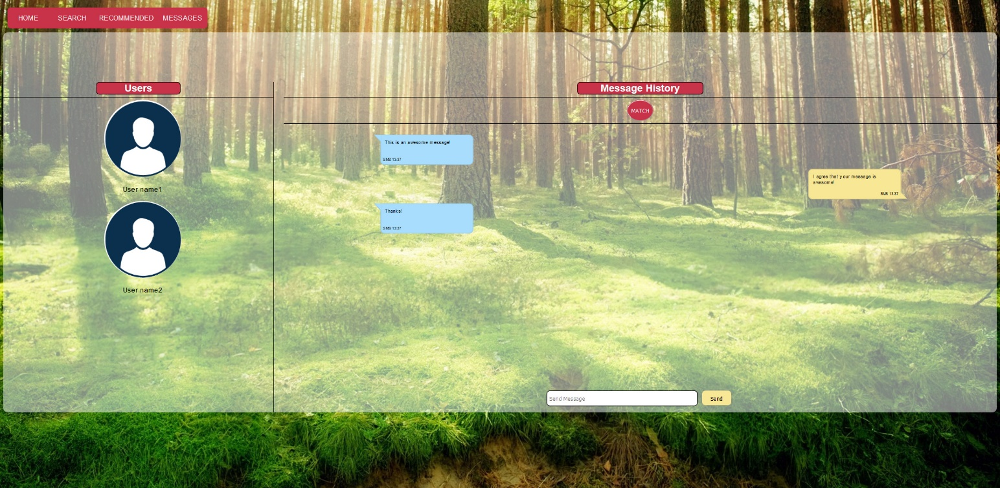 HOME SEARCH RECOMMENDED MESSAGES
Users
Message History
MATCH
This is an awesome message!
SMS 13:37
I agree that your message is
awesome!
SMS 13:37
Thanks!
SMS 13:37
User name1
User name2
Send Message
Send